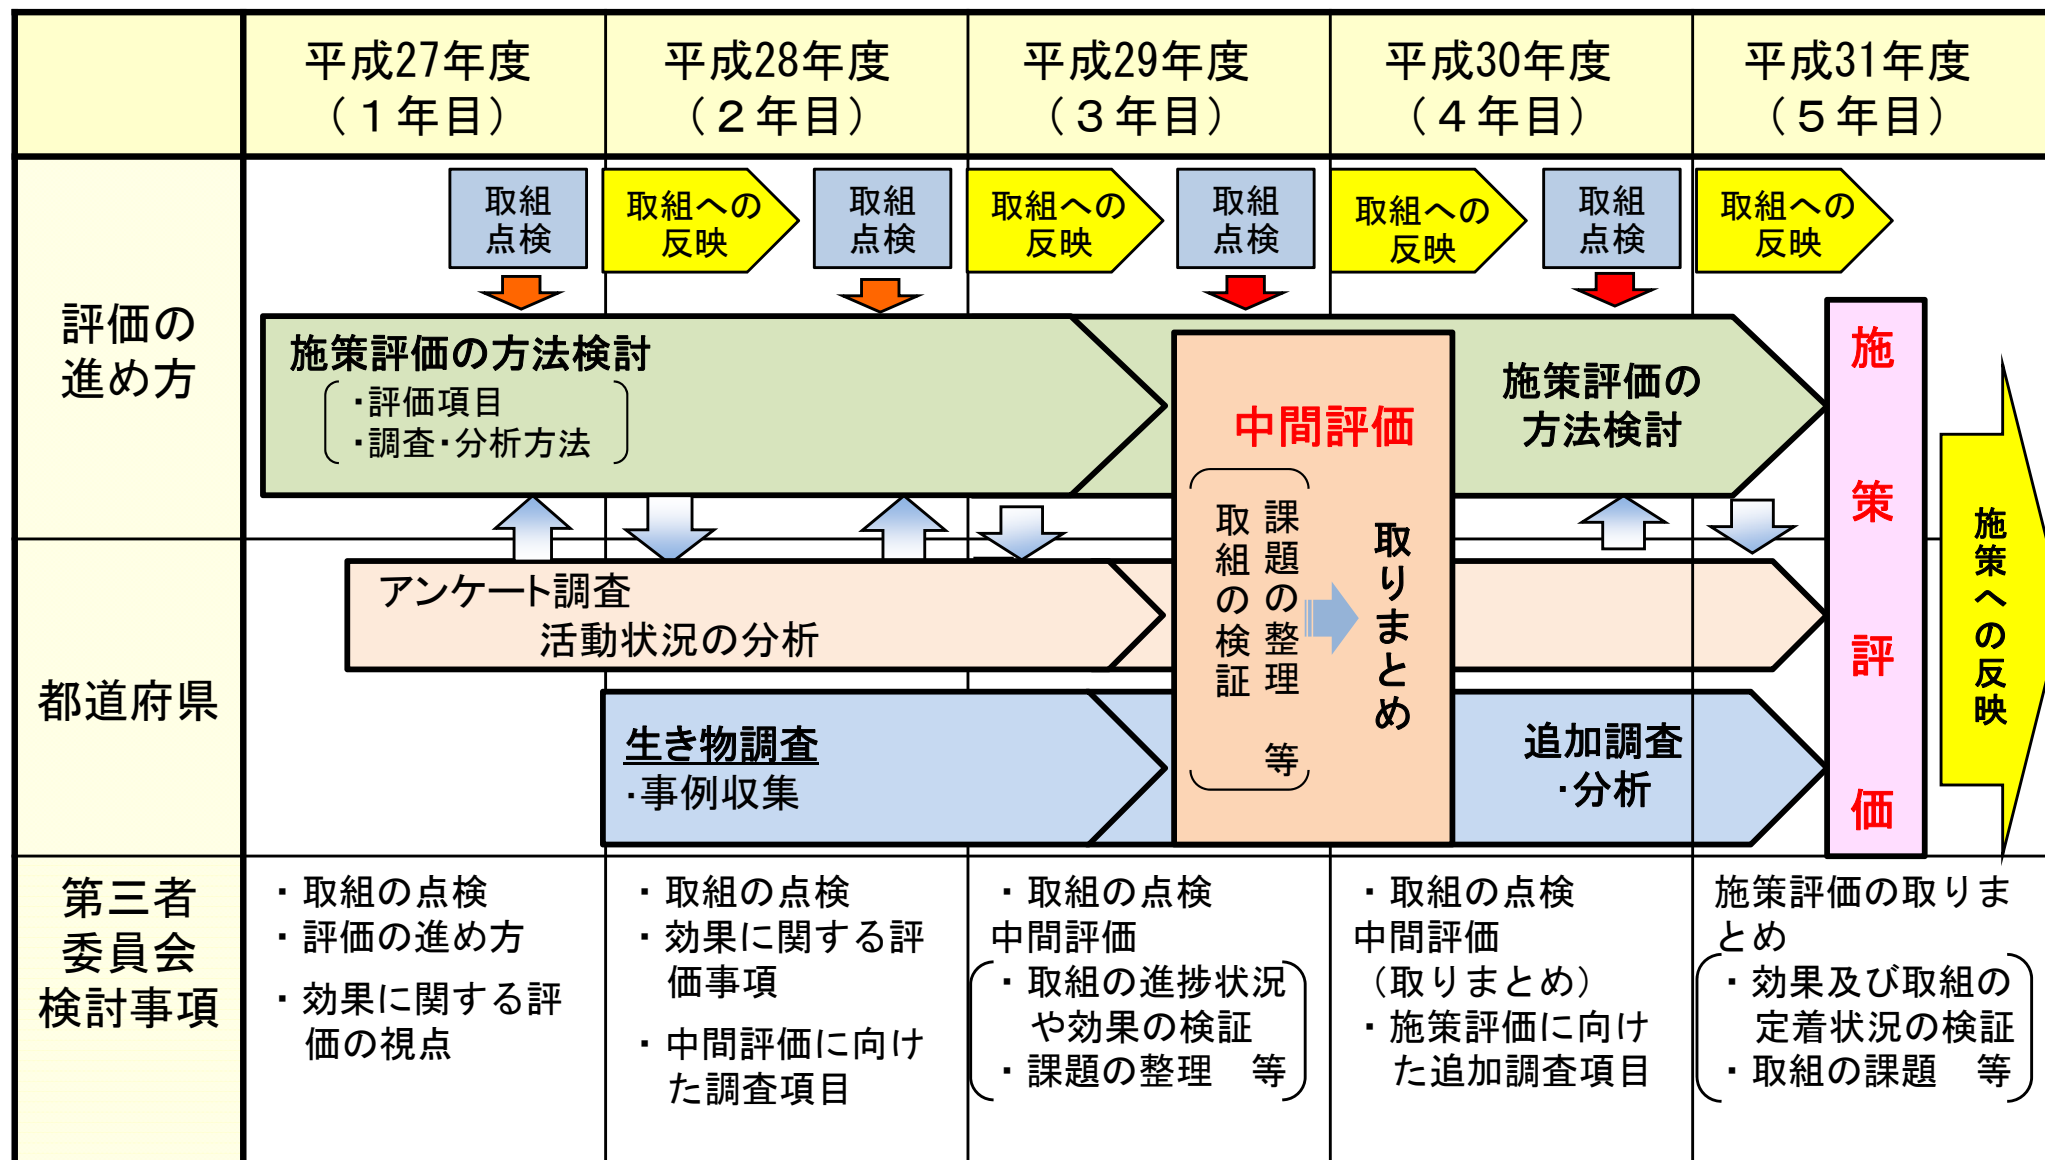 平成27年度
（１年目）
平成28年度
（２年目）
平成29年度
（３年目）
平成30年度
（４年目）
平成31年度
（５年目）
評価の
進め方
取組
点検
取組への
反映
取組
点検
取組への
反映
取組
点検
取組への
反映
取組
点検
取組への
反映
施策評価の方法検討
・評価項目
・調査・分析方法
中間評価
取組の検証
課題の整理　等
取りまとめ
施策評価の
方法検討
施策評価
施策への反映
都道府県
アンケート調査
活動状況の分析
生き物調査
・事例収集
追加調査
・分析
第三者
委員会
検討事項
・取組の点検
・評価の進め方
・効果に関する評
価の視点
・取組の点検
・効果に関する評
価事項
・中間評価に向け
た調査項目
・取組の点検
中間評価
・取組の進捗状況
や効果の検証
・課題の整理　等
・取組の点検
中間評価
（取りまとめ）
・施策評価に向け
た追加調査項目
施策評価の取りま
とめ
・効果及び取組の
定着状況の検証
・取組の課題　等